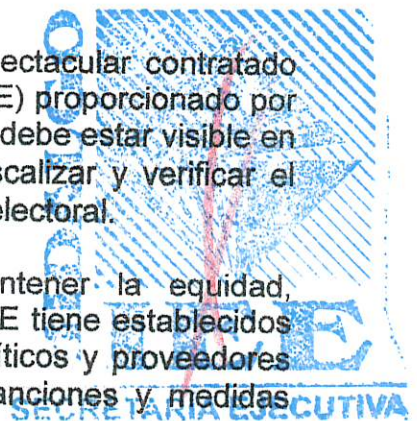 ectacular contratado
E) proporcionado por
debe estar visible en
scalizar y verificar el
electoral.
ntener la equidad,
E tiene establecidos
íticos y proveedores
anciones y medidas
IEE
SECRETARÍA EJECUTIVA